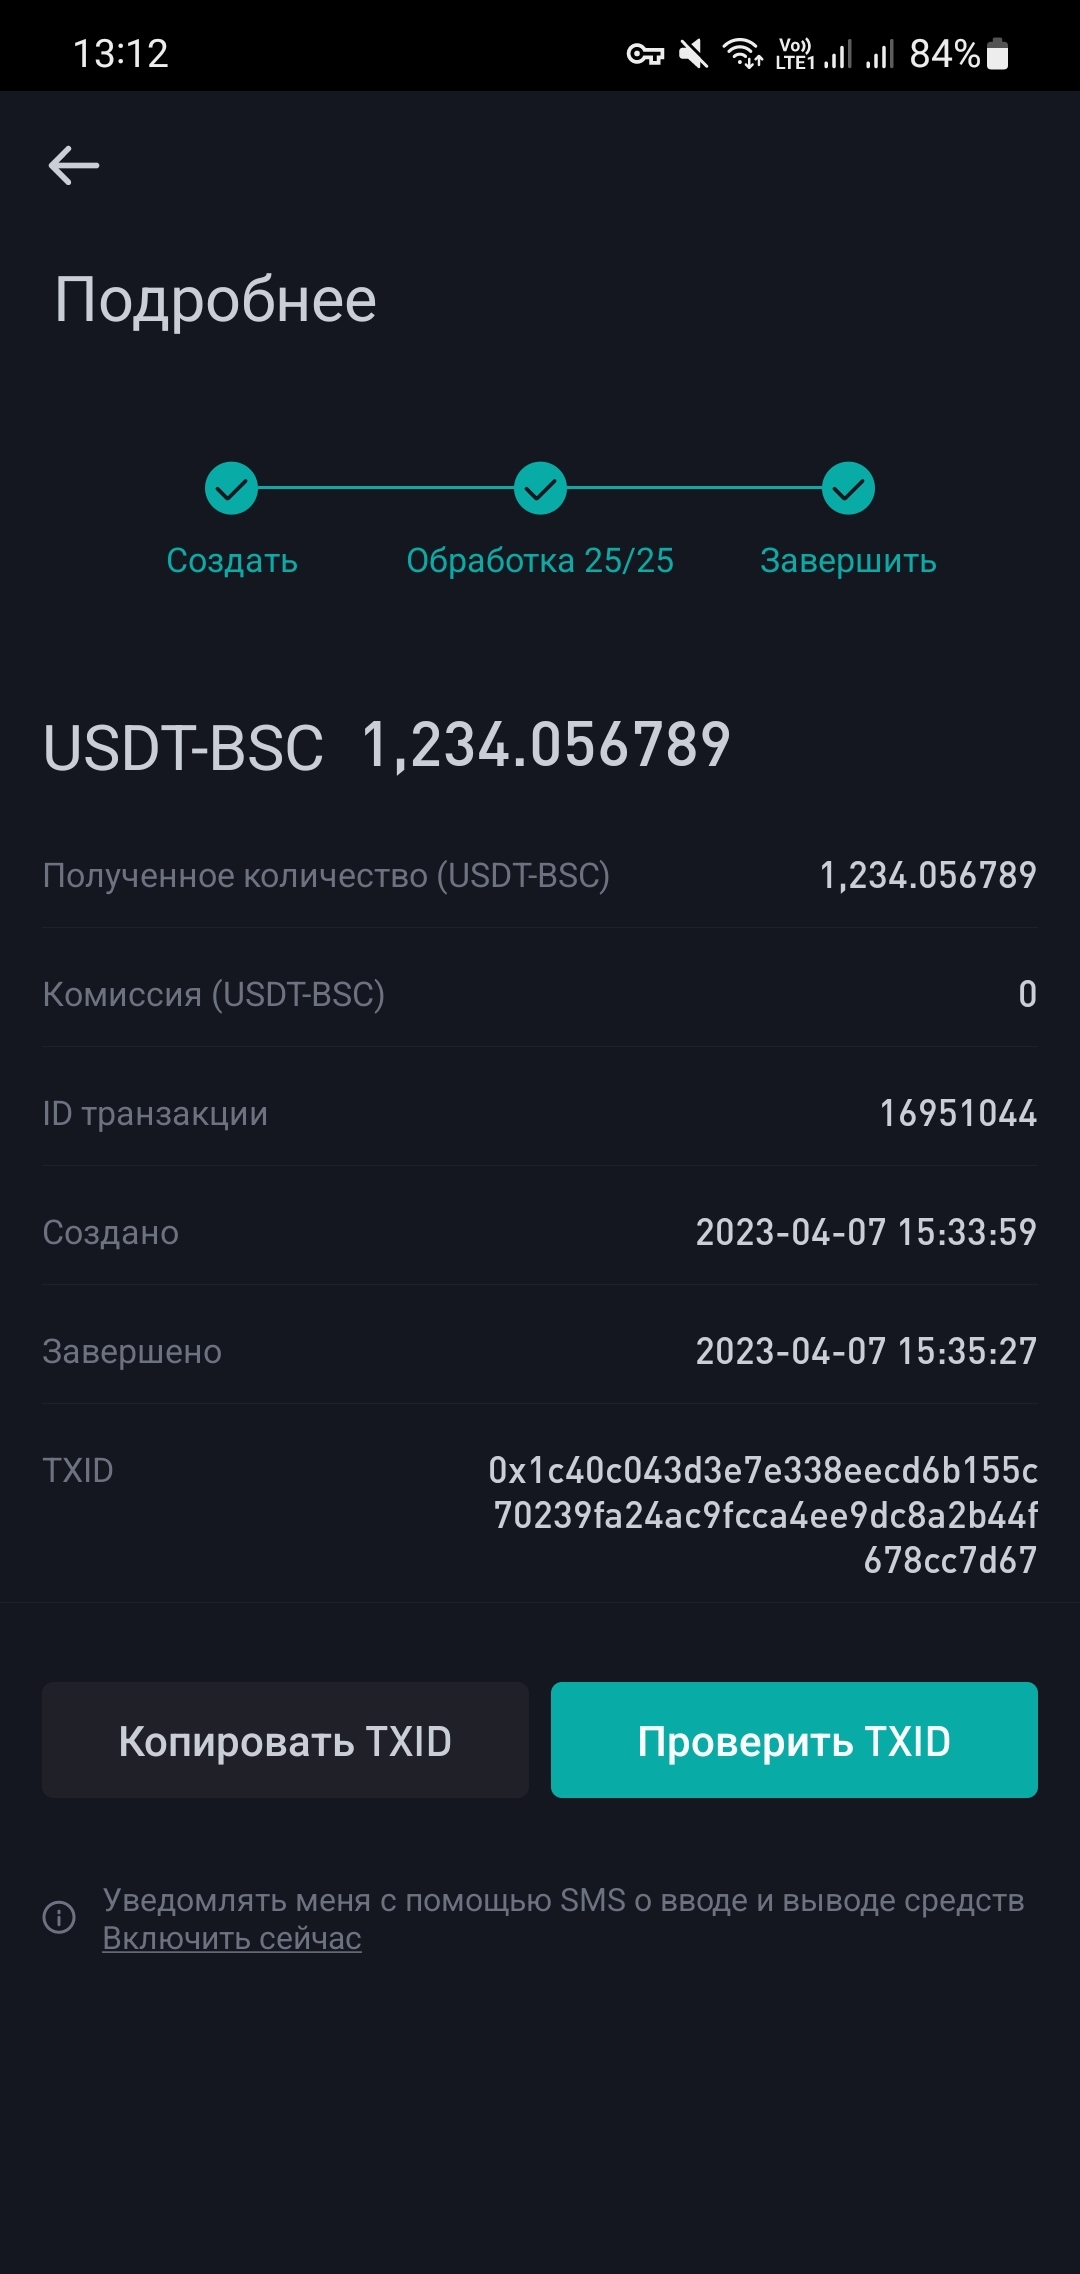 13:12
Vo)) LTE1 84%
Подробнее
Создать Обработка 25/25 Завершить
USDT-BSC 1,234.056789
Полученное количество (USDT-BSC) 1,234.056789
Комиссия (USDT-BSC) 0
ID транзакции 16951044
Создано 2023-04-07 15:33:59
Завершено 2023-04-07 15:35:27
TXID 0x1c40c043d3e7e338eecd6b155c
70239fa24ac9fcca4ee9dc8a2b44f
678cc7d67
Копировать TXID Проверить TXID
Уведомлять меня с помощью SMS о вводе и выводе средств
Включить сейчас